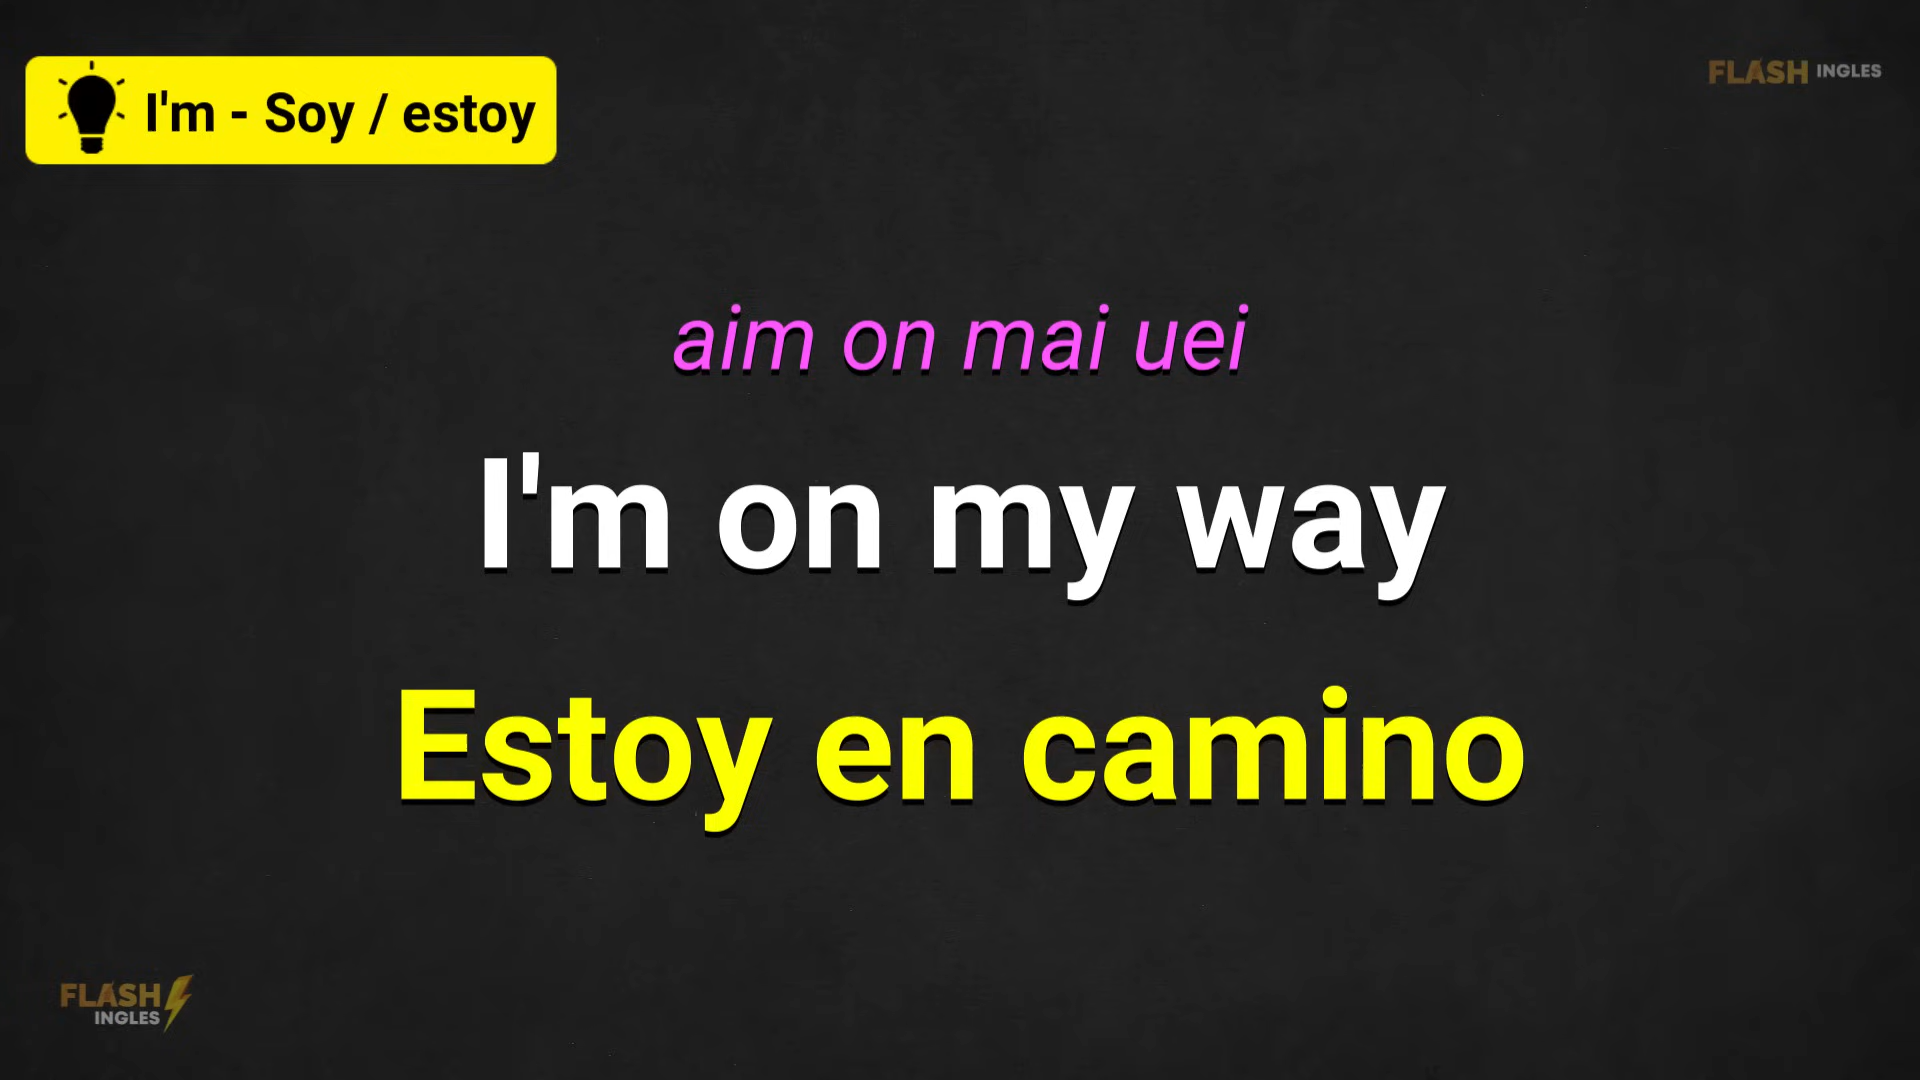 I'm - Soy / estoy
FLASH INGLES
aim on mai uei
I'm on my way
Estoy en camino
FLASH
INGLES